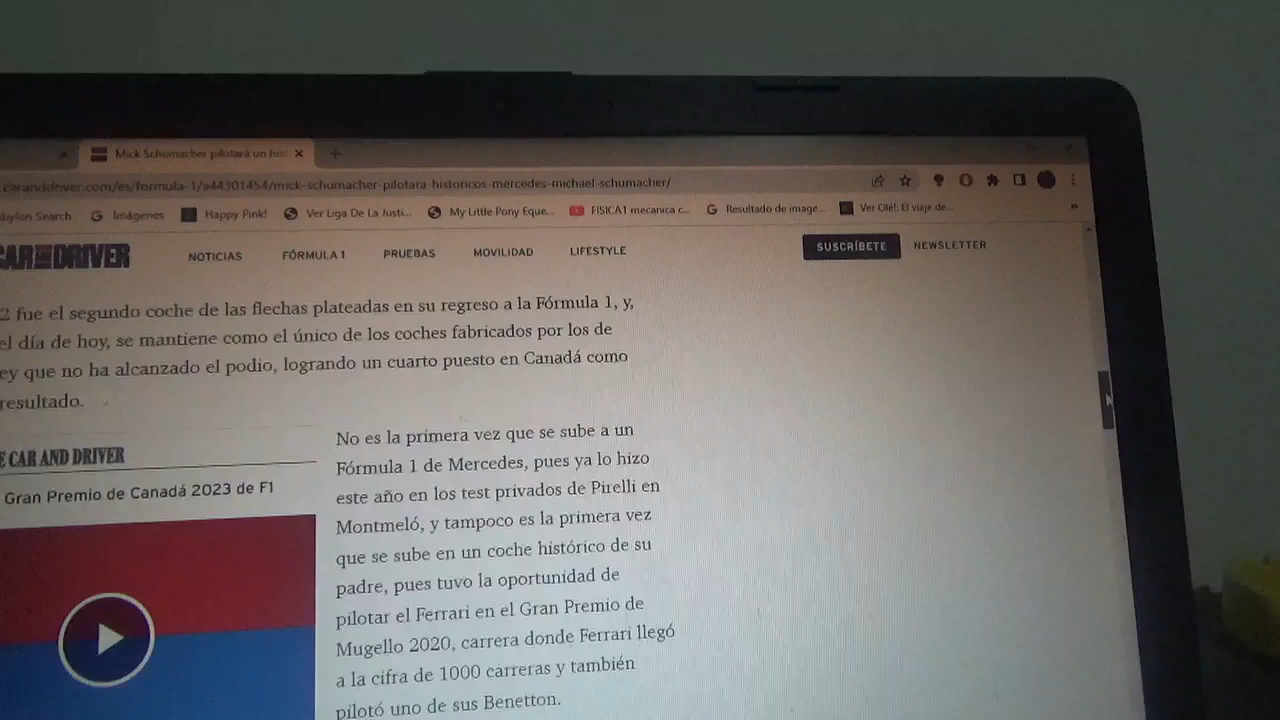 Mick Schumacher pilotará un his
caranddriver.com/es/formula-1/a44301454/mick-schumacher-pilotara-historicos-mercedes-michael-schumacher/
abylon Search Imágenes Happy Pink! Ver Liga De La Justi... My Little Pony Eque... FISICA1 mecanica c... Resultado de image... Ver Olé!. El viaje de... »
CAR AND DRIVER NOTICIAS FÓRMULA 1 PRUEBAS MOVILIDAD LIFESTYLE SUSCRÍBETE NEWSLETTER
2 fue el segundo coche de las flechas plateadas en su regreso a la Fórmula 1, y,
el día de hoy, se mantiene como el único de los coches fabricados por los de
ey que no ha alcanzado el podio, logrando un cuarto puesto en Canadá como
resultado.
E CAR AND DRIVER
Gran Premio de Canadá 2023 de F1
No es la primera vez que se sube a un
Fórmula 1 de Mercedes, pues ya lo hizo
este año en los test privados de Pirelli en
Montmeló, y tampoco es la primera vez
que se sube en un coche histórico de su
padre, pues tuvo la oportunidad de
pilotar el Ferrari en el Gran Premio de
Mugello 2020, carrera donde Ferrari llegó
a la cifra de 1000 carreras y también
pilotó uno de sus Benetton.